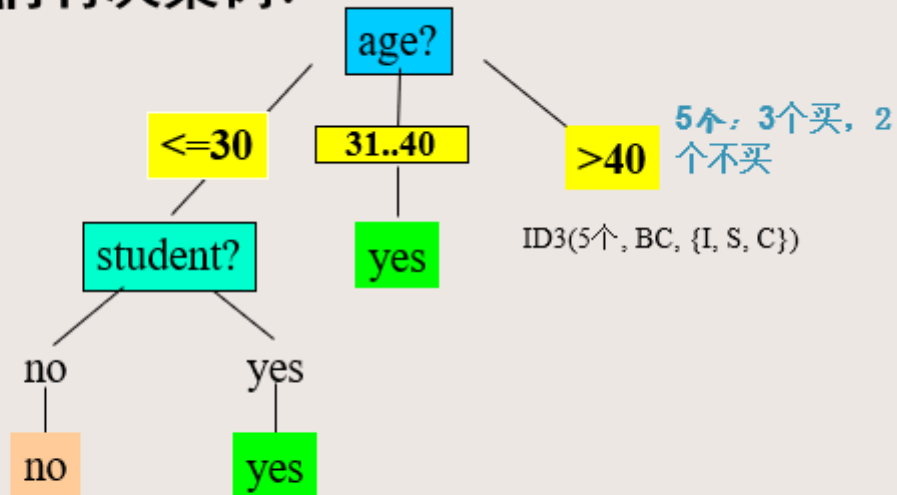 age?
<=30
31..40
>40
5个：3个买，2
个不买
student?
yes
ID3(5个, BC, {I, S, C})
no
yes
no
yes